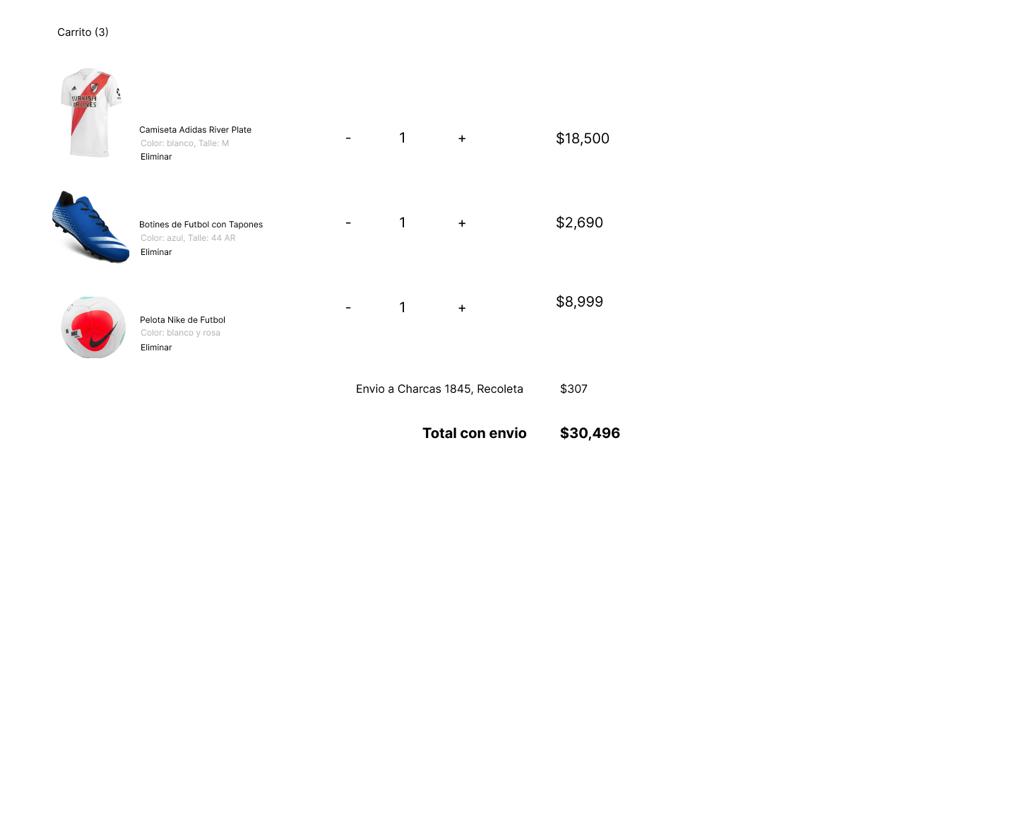 Carrito (3)
TURKISH
AIRLINES
Camiseta Adidas River Plate
Color: blanco, Talle: M
Eliminar
- 1 +
$18,500
Botines de Futbol con Tapones
Color: azul, Talle: 44 AR
Eliminar
- 1 +
$2,690
Pelota Nike de Futbol
Color: blanco y rosa
Eliminar
- 1 +
$8,999
Envio a Charcas 1845, Recoleta
$307
Total con envio
$30,496